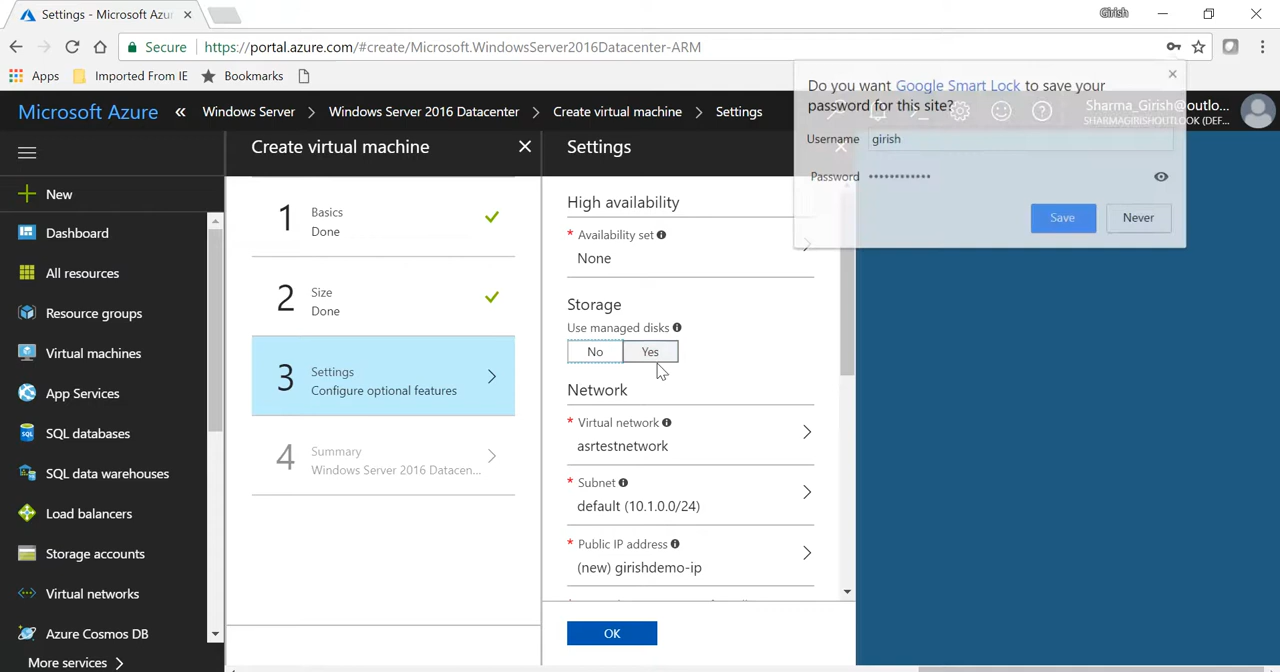 Settings - Microsoft Azu
Girish
Secure
https://portal.azure.com/#create/Microsoft.WindowsServer2016Datacenter-ARM
Apps
Imported From IE
Bookmarks
Do you want Google Smart Lock to save your
password for this site?
Username
girish
Password
••••••••••••
Save
Never
Microsoft Azure
Windows Server
Windows Server 2016 Datacenter
Create virtual machine
Settings
Sharma_Girish@outlo...
SHARMAGIRISHOUTLOOK (DEF...
New
Dashboard
All resources
Resource groups
Virtual machines
App Services
SQL databases
SQL data warehouses
Load balancers
Storage accounts
Virtual networks
Azure Cosmos DB
More services
Create virtual machine
1
Basics
Done
2
Size
Done
3
Settings
Configure optional features
4
Summary
Windows Server 2016 Datacen...
Settings
High availability
* Availability set
None
Storage
Use managed disks
No
Yes
Network
* Virtual network
asrtestnetwork
* Subnet
default (10.1.0.0/24)
* Public IP address
(new) girishdemo-ip
OK